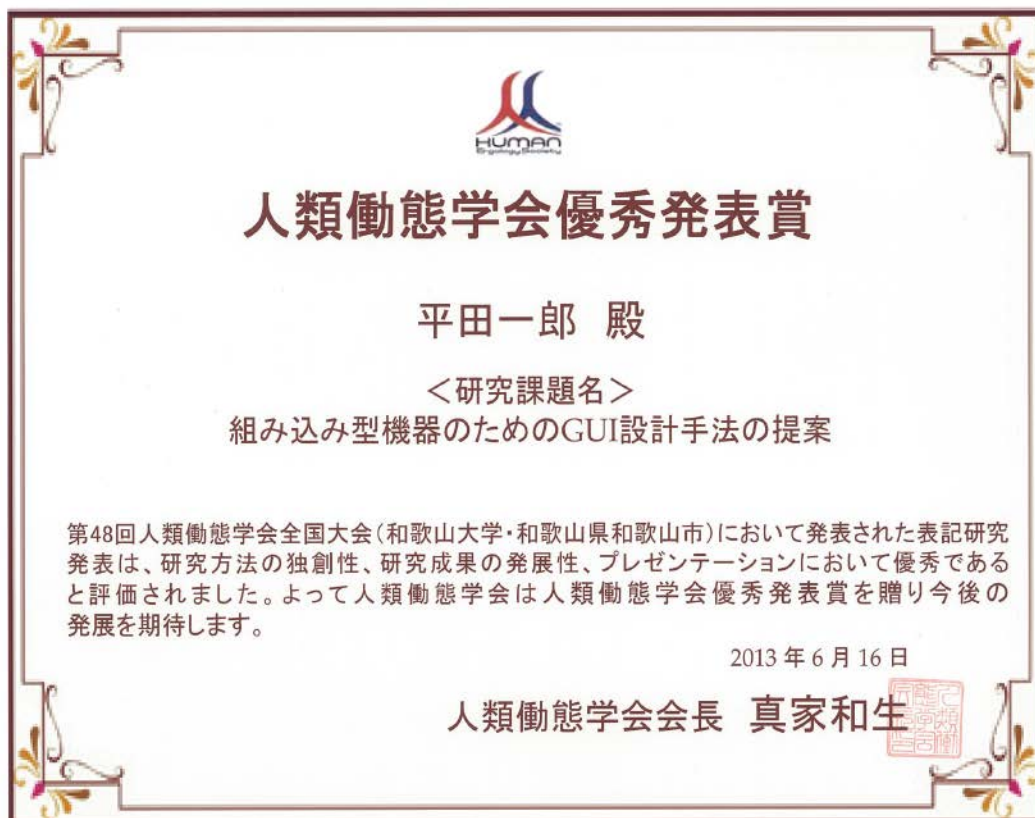 HUMAN
Ergology Society
人類働態学会優秀発表賞
平田一郎 殿
＜研究課題名＞
組み込み型機器のためのGUI設計手法の提案
第48回人類働態学会全国大会(和歌山大学・和歌山県和歌山市)において発表された表記研究
発表は、研究方法の独創性、研究成果の発展性、プレゼンテーションにおいて優秀である
と評価されました。よって人類働態学会は人類働態学会優秀発表賞を贈り今後の
発展を期待します。
2013年6月16日
人類働態学会会長 真家和生